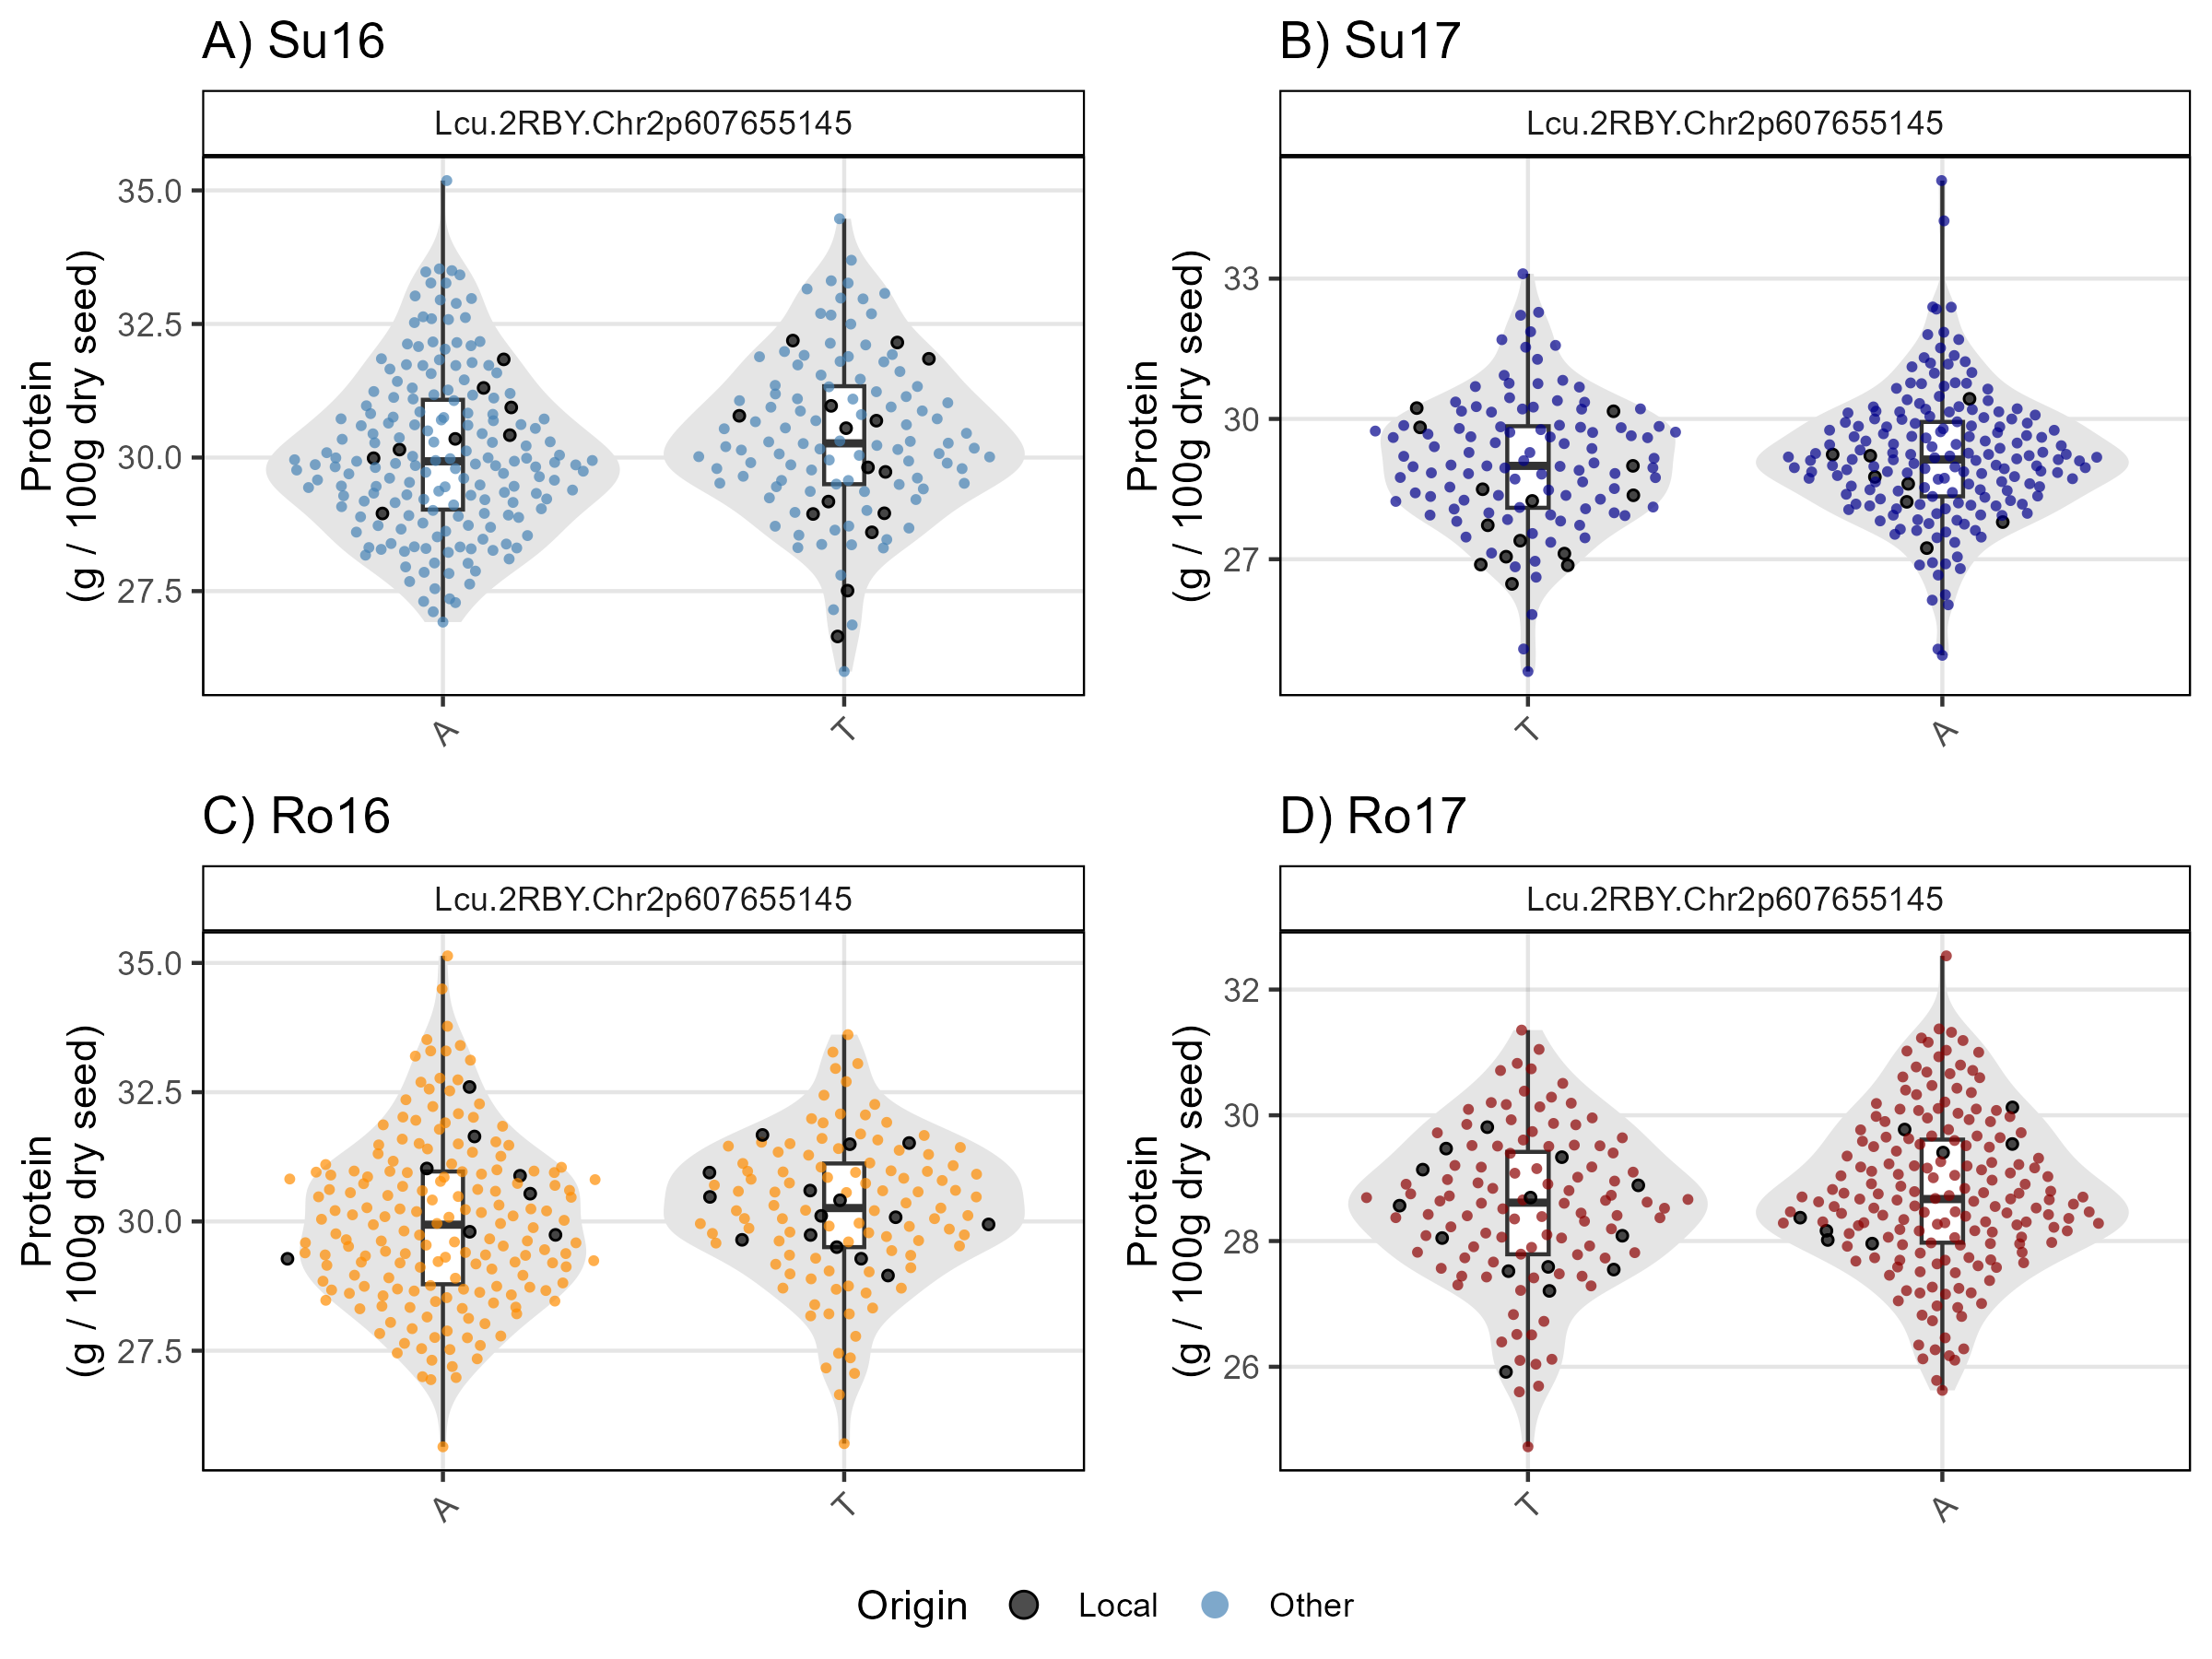 A) Su16
Lcu.2RBY.Chr2p607655145
Protein
(g / 100g dry seed)
35.0
32.5
30.0
27.5
A
T
B) Su17
Lcu.2RBY.Chr2p607655145
Protein
(g / 100g dry seed)
33
30
27
T
A
C) Ro16
Lcu.2RBY.Chr2p607655145
Protein
(g / 100g dry seed)
35.0
32.5
30.0
27.5
A
T
D) Ro17
Lcu.2RBY.Chr2p607655145
Protein
(g / 100g dry seed)
32
30
28
26
T
A
Origin Local Other